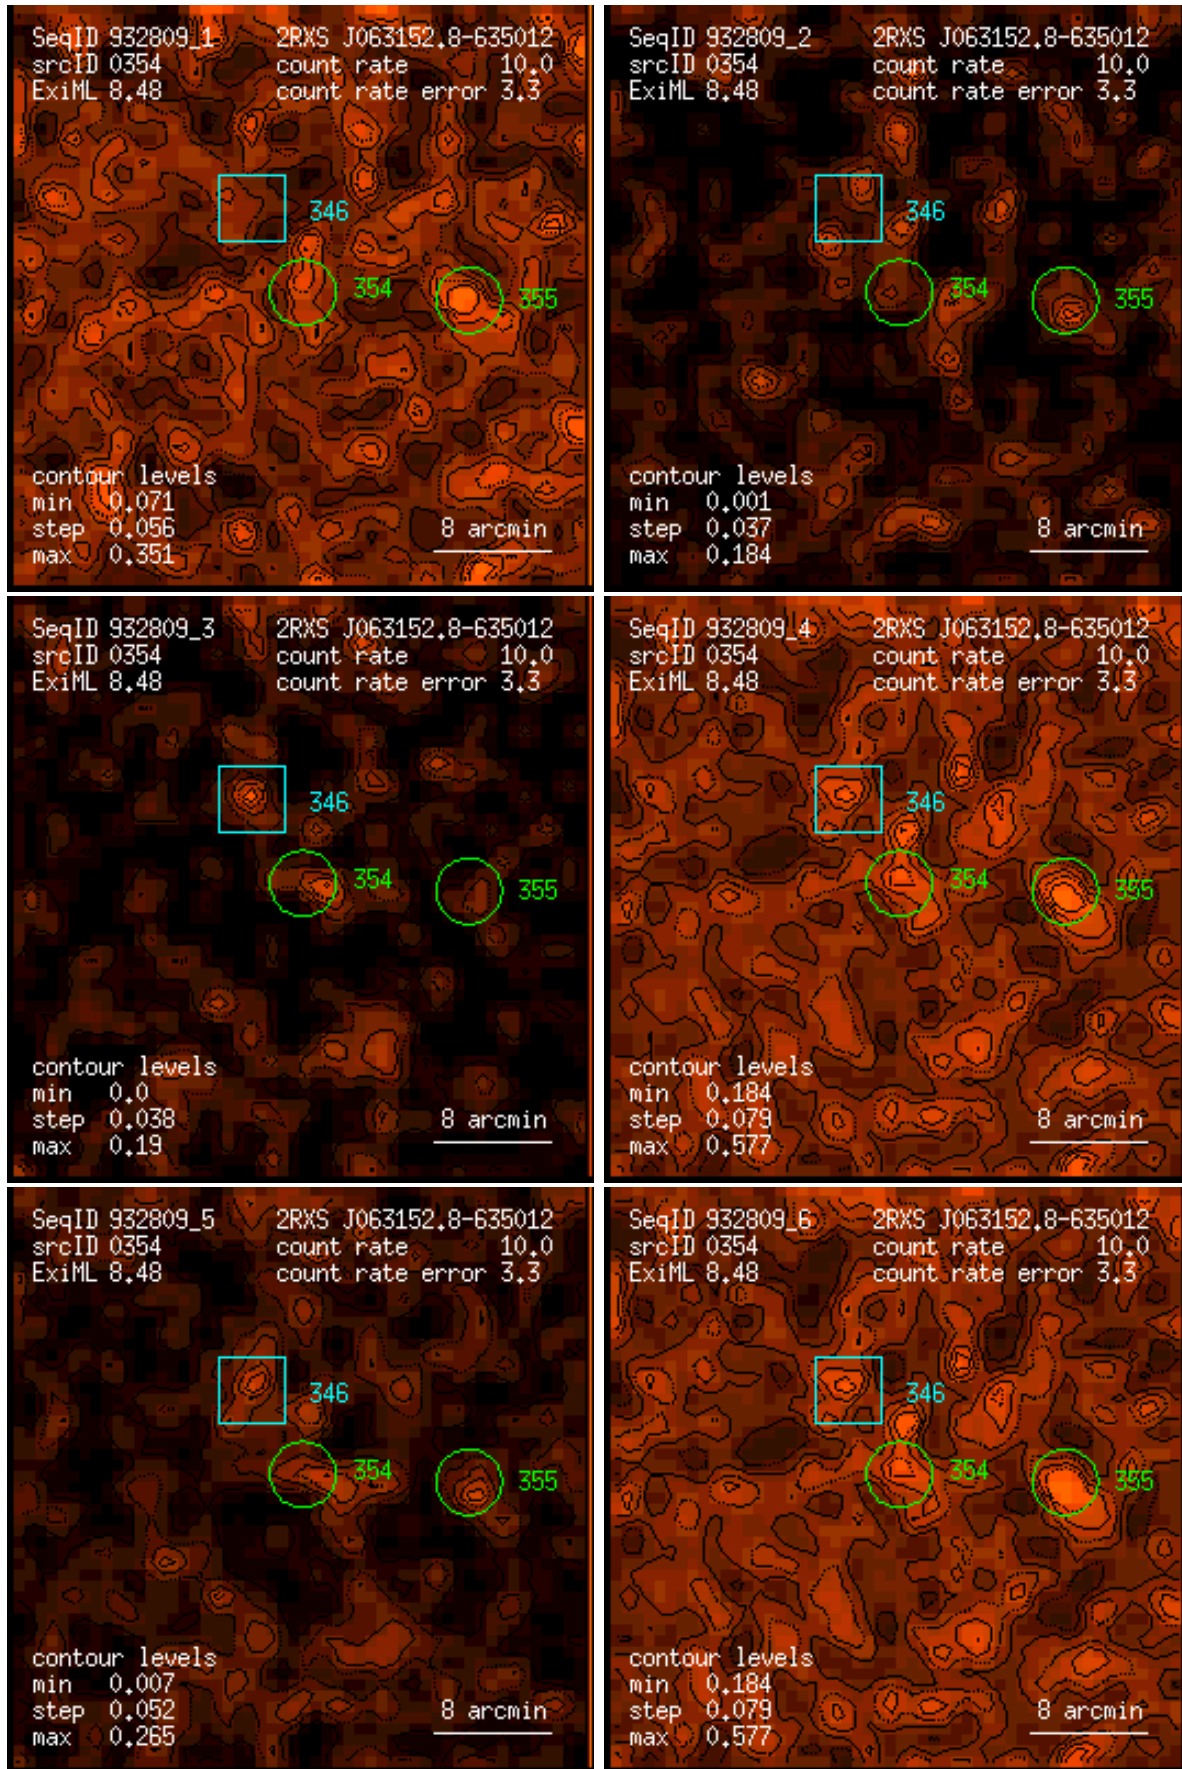 SeqID 932809_1 2RXS J063152.8-635012
srcID 0354 count rate 10.0
ExiML 8.48 count rate error 3.3
346
354
355
contour levels
min 0.071
step 0.056 8 arcmin
max 0.351
SeqID 932809_2 2RXS J063152.8-635012
srcID 0354 count rate 10.0
ExiML 8.48 count rate error 3.3
346
354
355
contour levels
min 0.001
step 0.037 8 arcmin
max 0.184
SeqID 932809_3 2RXS J063152.8-635012
srcID 0354 count rate 10.0
ExiML 8.48 count rate error 3.3
346
354
355
contour levels
min 0.0
step 0.038 8 arcmin
max 0.19
SeqID 932809_4 2RXS J063152.8-635012
srcID 0354 count rate 10.0
ExiML 8.48 count rate error 3.3
346
354
355
contour levels
min 0.184
step 0.079 8 arcmin
max 0.577
SeqID 932809_5 2RXS J063152.8-635012
srcID 0354 count rate 10.0
ExiML 8.48 count rate error 3.3
346
354
355
contour levels
min 0.007
step 0.052 8 arcmin
max 0.265
SeqID 932809_6 2RXS J063152.8-635012
srcID 0354 count rate 10.0
ExiML 8.48 count rate error 3.3
346
354
355
contour levels
min 0.184
step 0.079 8 arcmin
max 0.577